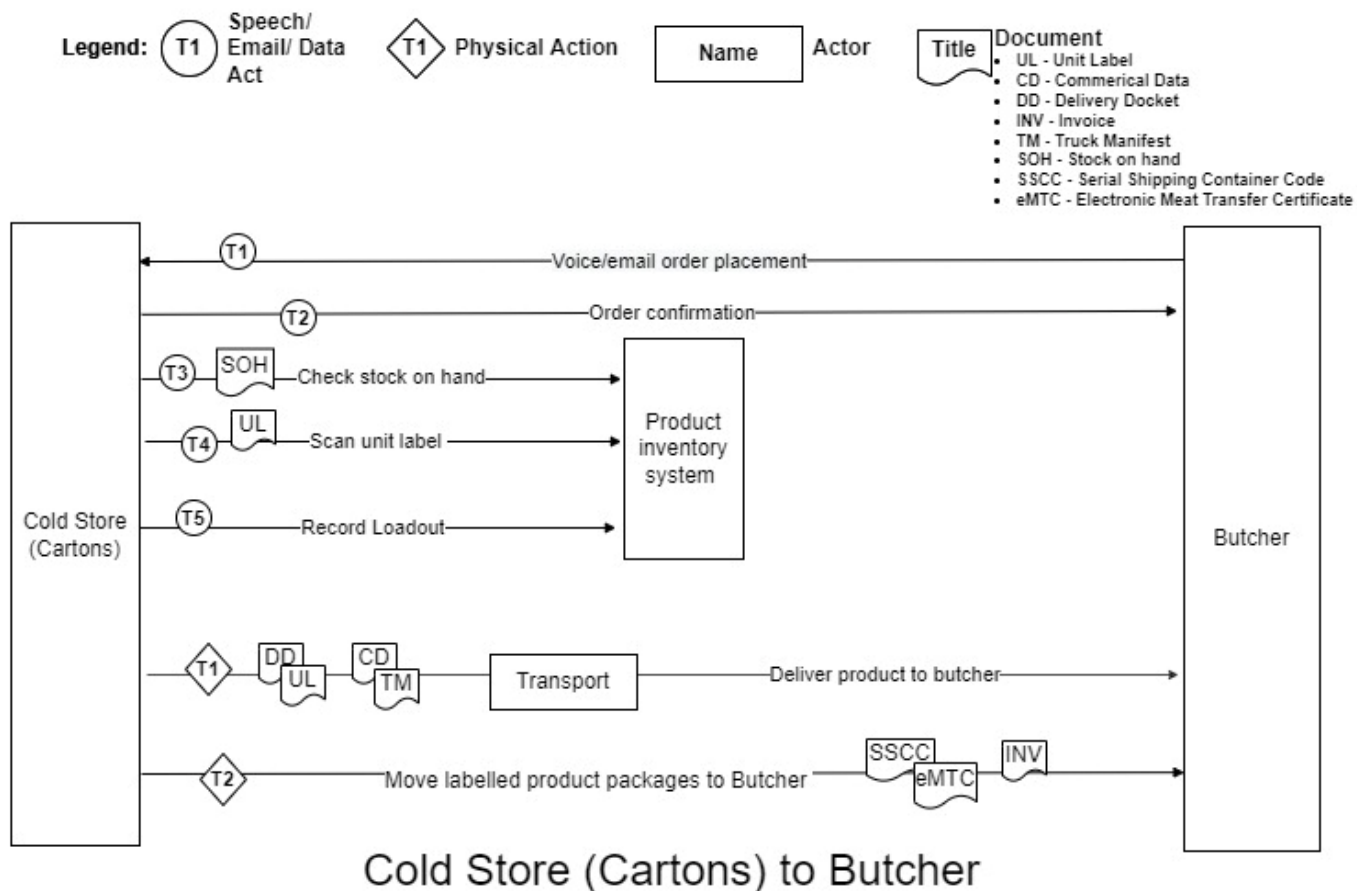 Legend:
T1
Speech/
Email/ Data
Act
T1
Physical Action
Name
Actor
Title
Document
• UL - Unit Label
• CD - Commerical Data
• DD - Delivery Docket
• INV - Invoice
• TM - Truck Manifest
• SOH - Stock on hand
• SSCC - Serial Shipping Container Code
• eMTC - Electronic Meat Transfer Certificate
T1
Voice/email order placement
T2
Order confirmation
T3
SOH
Check stock on hand
T4
UL
Scan unit label
T5
Record Loadout
Product
inventory
system
Cold Store
(Cartons)
Butcher
T1
DD
UL
CD
TM
Transport
Deliver product to butcher
T2
Move labelled product packages to Butcher
SSCC
eMTC
INV
Cold Store (Cartons) to Butcher